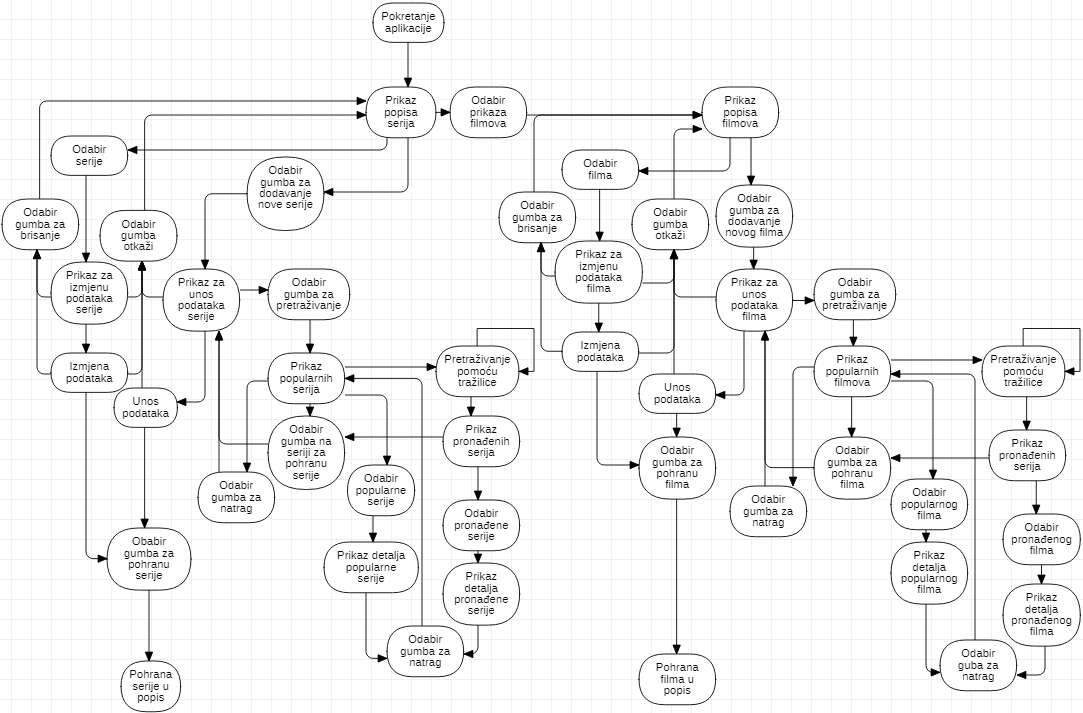 Pokretanje
aplikacije
Prikaz
popisa
serija
Odabir
prikaza
filmova
Prikaz
popisa
filmova
Odabir
serije
Odabir
gumba za
dodavanje
nove serije
Odabir
filma
Odabir
gumba za
dodavanje
novog filma
Odabir
gumba za
brisanje
Odabir
gumba
otkaži
Odabir
gumba za
brisanje
Odabir
gumba
otkaži
Prikaz za
izmjenu
podataka
serije
Prikaz za
unos
podataka
serije
Odabir
gumba za
pretraživanje
Prikaz za
izmjenu
podataka
filma
Prikaz za
unos
podataka
filma
Odabir
gumba za
pretraživanje
Izmjena
podataka
Unos
podataka
Prikaz
popularnih
serija
Pretraživanje
pomoću
tražilice
Izmjena
podataka
Unos
podataka
Prikaz
popularnih
filmova
Pretraživanje
pomoću
tražilice
Odabir
gumba na
seriji za
pohranu
serije
Prikaz
pronađenih
serija
Odabir
gumba za
pohranu
filma
Odabir
gumba za
pohranu
filma
Prikaz
pronađenih
serija
Odabir
gumba za
natrag
Odabir
popularne
serije
Odabir
gumba za
natrag
Odabir
popularnog
filma
Odabir
pronađene
serije
Odabir
pronađenog
filma
Obabir
gumba za
pohranu
serije
Prikaz detalja
popularne
serije
Prikaz
detalja
pronađene
serije
Prikaz
detalja
popularnog
filma
Prikaz
detalja
pronađenog
filma
Odabir
gumba za
natrag
Odabir
guba za
natrag
Pohrana
serije u
popis
Pohrana
filma u
popis